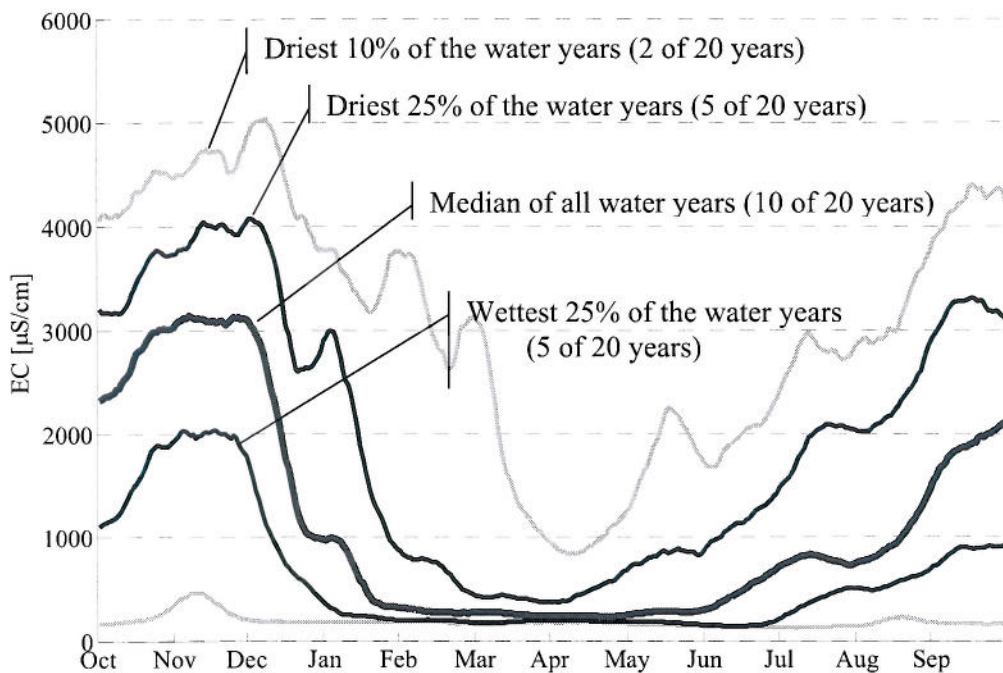 6000
Driest 10% of the water years (2 of 20 years)
5000
Driest 25% of the water years (5 of 20 years)
4000
Median of all water years (10 of 20 years)
EC [µS/cm]
3000
Wettest 25% of the water years
(5 of 20 years)
2000
1000
0
Oct Nov Dec Jan Feb Mar Apr May Jun Jul Aug Sep